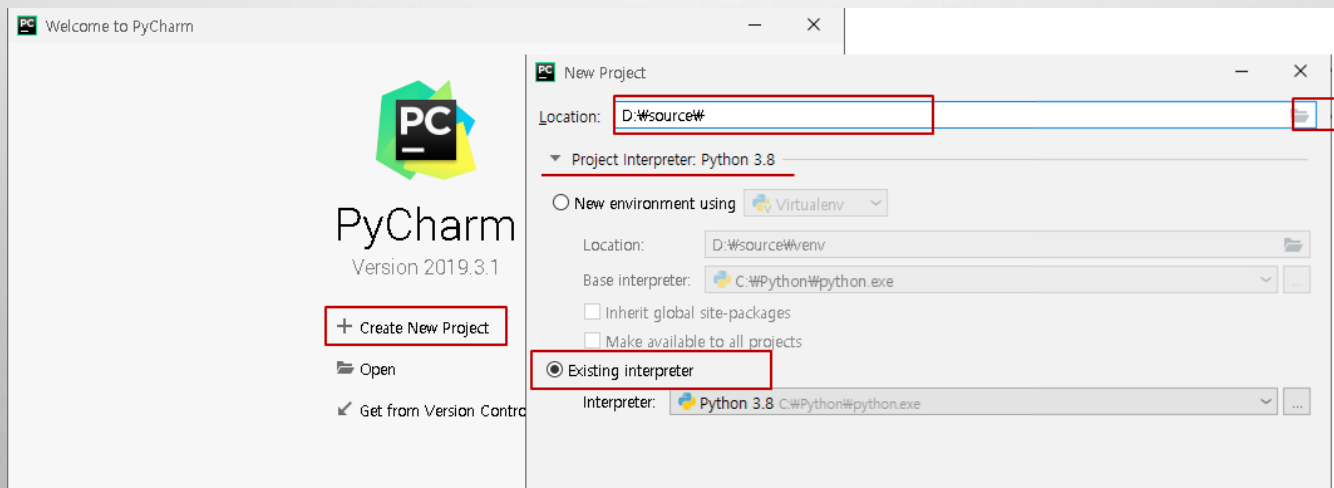 PC Welcome to PyCharm
PC
PyCharm
Version 2019.3.1
+ Create New Project
Open
Get from Version Contro
PC New Project
Location: D:₩source₩
Project Interpreter: Python 3.8
New environment using Virtualenv
Location: D:₩source₩venv
Base interpreter: C:₩Python₩python.exe ...
Inherit global site-packages
Make available to all projects
Existing interpreter
Interpreter: Python 3.8 C:₩Python₩python.exe ...